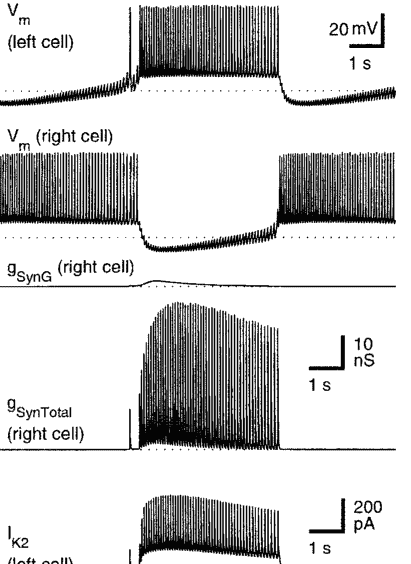 Vm
(left cell)
20 mV
1 s
Vm (right cell)
gSynG (right cell)
10
nS
1 s
gSynTotal
(right cell)
200
pA
1 s
IK2
(left cell)